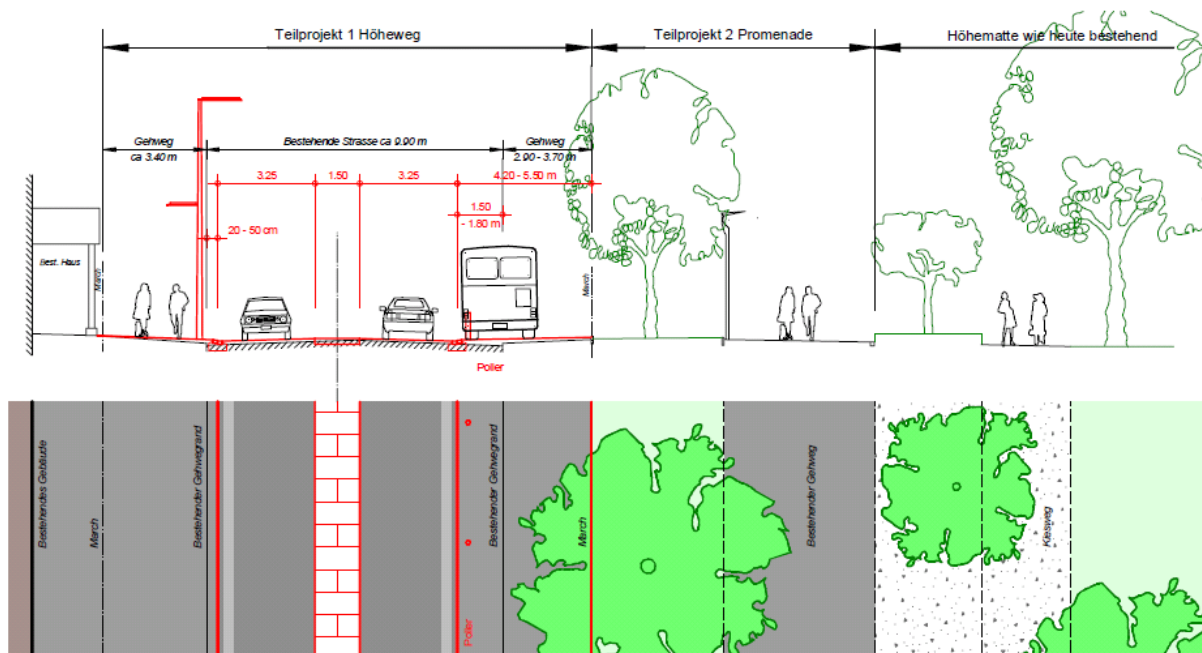 Teilprojekt 1 Höheweg
Teilprojekt 2 Promenade
Höhematte wie heute bestehend
Gehweg
ca 3.40 m
Bestehende Strasse ca 9.90 m
Gehweg
2.90 - 3.70 m
3.25
1.50
3.25
4.20 - 5.50 m
1.50
- 1.80 m
20 - 50 cm
Best. Haus
March
March
Poller
Bestehendes Gebäude
March
Bestehender Gehwegrand
Poller
Bestehender Gehwegrand
March
Bestehender Gehweg
Kiesweg